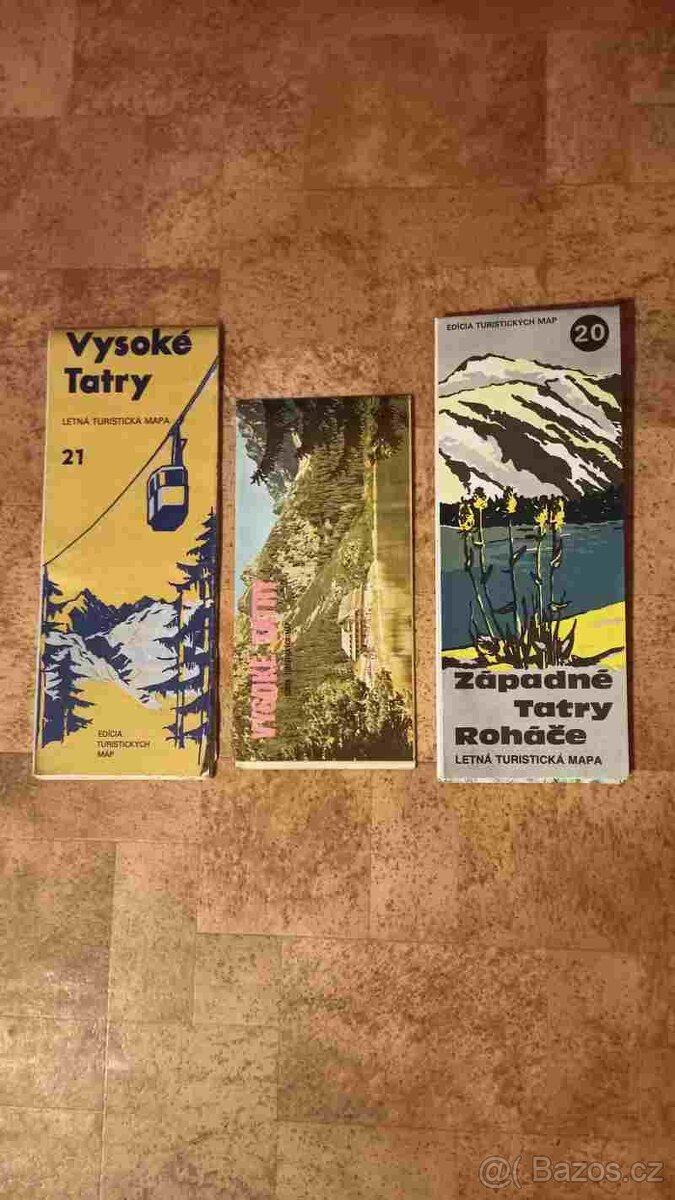 Vysoké
Tatry
LETNÁ TURISTICKÁ MAPA
21
EDÍCIA
TURISTICKÝCH
MÁP
VYSOKÉ TATRY
EDÍCIA TURISTICKÝCH MÁP
20
Západné
Tatry
Roháče
LETNÁ TURISTICKÁ MAPA
@( Bazos.cz